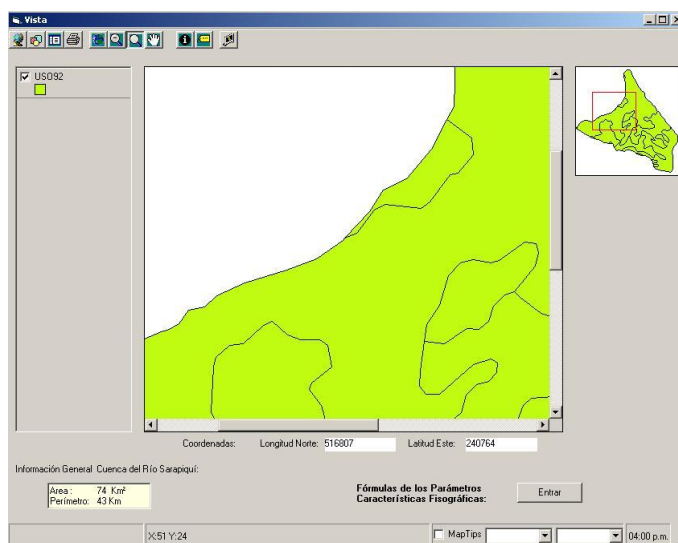 Vista
USO92
Coordenadas: Longitud Norte: 516807 Latitud Este: 240764
Información General Cuenca del Río Sarapiquí:
Area : 74 Km²
Perímetro: 43 Km
Fórmulas de los Parámetros
Características Fisográficas:
Entrar
X:51 Y:24
MapTips
04:00 p.m.